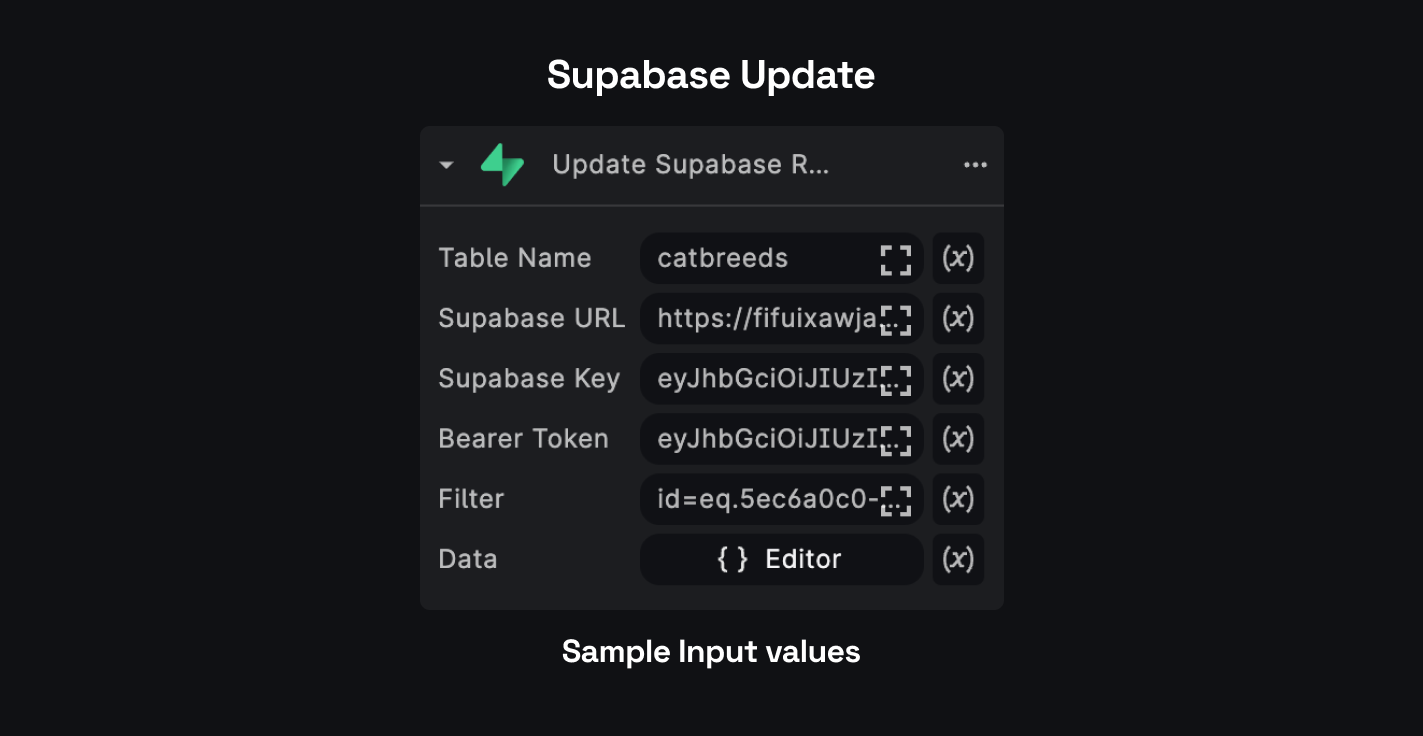 Supabase Update
Update Supabase R...
Table Name catbreeds (x)
Supabase URL https://fifuixawja... (x)
Supabase Key eyJhbGciOiJIUzI... (x)
Bearer Token eyJhbGciOiJIUzI... (x)
Filter id=eq.5ec6a0c0-... (x)
Data { } Editor (x)
Sample Input values